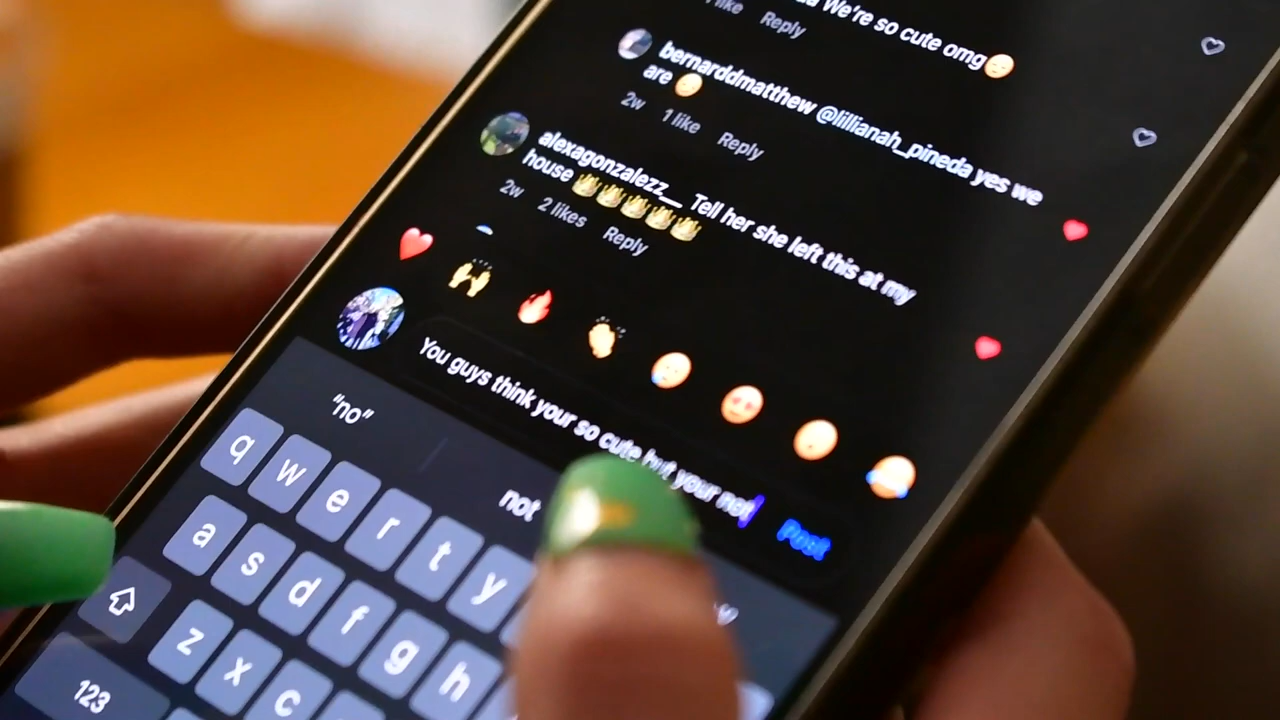 like Reply
We're so cute omg😑
bernarddmatthew @lillianah_pineda yes we
are
2w 1 like Reply
alexagonzalezz__ Tell her she left this at my
house 👑👑👑👑👑
2w 2 likes Reply
❤️ 🙌 🔥 👏 😥 😍 😮 😂
You guys think your so cute but your not Post
“no” not
q w e r t y
a s d f g h
z x c
123